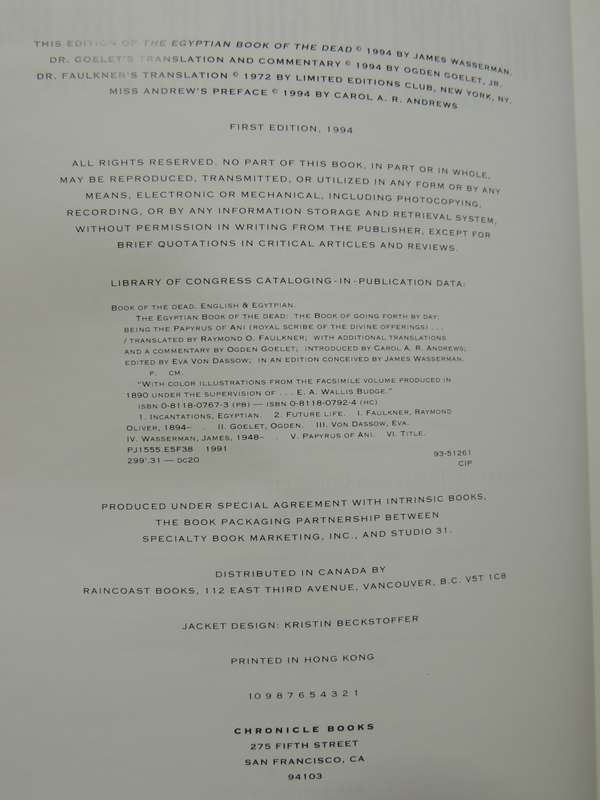 THIS EDITION OF THE EGYPTIAN BOOK OF THE DEAD © 1994 BY JAMES WASSERMAN.
DR. GOELET'S TRANSLATION AND COMMENTARY © 1994 BY OGDEN GOELET, JR.
DR. FAULKNER'S TRANSLATION © 1972 BY LIMITED EDITIONS CLUB, NEW YORK, NY.
MISS ANDREW'S PREFACE © 1994 BY CAROL A. R. ANDREWS
FIRST EDITION, 1994
ALL RIGHTS RESERVED. NO PART OF THIS BOOK, IN PART OR IN WHOLE,
MAY BE REPRODUCED, TRANSMITTED, OR UTILIZED IN ANY FORM OR BY ANY
MEANS, ELECTRONIC OR MECHANICAL, INCLUDING PHOTOCOPYING,
RECORDING, OR BY ANY INFORMATION STORAGE AND RETRIEVAL SYSTEM,
WITHOUT PERMISSION IN WRITING FROM THE PUBLISHER, EXCEPT FOR
BRIEF QUOTATIONS IN CRITICAL ARTICLES AND REVIEWS.
LIBRARY OF CONGRESS CATALOGING-IN-PUBLICATION DATA:
BOOK OF THE DEAD. ENGLISH & EGYPTIAN.
THE EGYPTIAN BOOK OF THE DEAD: THE BOOK OF GOING FORTH BY DAY:
BEING THE PAPYRUS OF ANI (ROYAL SCRIBE OF THE DIVINE OFFERINGS) . . .
/ TRANSLATED BY RAYMOND O. FAULKNER; WITH ADDITIONAL TRANSLATIONS
AND A COMMENTARY BY OGDEN GOELET; INTRODUCED BY CAROL A. R. ANDREWS;
EDITED BY EVA VON DASSOW; IN AN EDITION CONCEIVED BY JAMES WASSERMAN.
P. CM.
"WITH COLOR ILLUSTRATIONS FROM THE FACSIMILE VOLUME PRODUCED IN
1890 UNDER THE SUPERVISION OF . . . E. A. WALLIS BUDGE."
ISBN 0-8118-0767-3 (PB) — ISBN 0-8118-0792-4 (HC)
1. INCANTATIONS, EGYPTIAN. 2. FUTURE LIFE. I. FAULKNER, RAYMOND
OLIVER, 1894– . II. GOELET, OGDEN. III. VON DASSOW, EVA.
IV. WASSERMAN, JAMES, 1948– . V. PAPYRUS OF ANI. VI. TITLE.
PJ1555.E5F38 1991
93-51261
299'.31 — DC20
CIP
PRODUCED UNDER SPECIAL AGREEMENT WITH INTRINSIC BOOKS,
THE BOOK PACKAGING PARTNERSHIP BETWEEN
SPECIALTY BOOK MARKETING, INC., AND STUDIO 31.
DISTRIBUTED IN CANADA BY
RAINCOAST BOOKS, 112 EAST THIRD AVENUE, VANCOUVER, B.C. V5T 1C8
JACKET DESIGN: KRISTIN BECKSTOFFER
PRINTED IN HONG KONG
10 9 8 7 6 5 4 3 2 1
CHRONICLE BOOKS
275 FIFTH STREET
SAN FRANCISCO, CA
94103